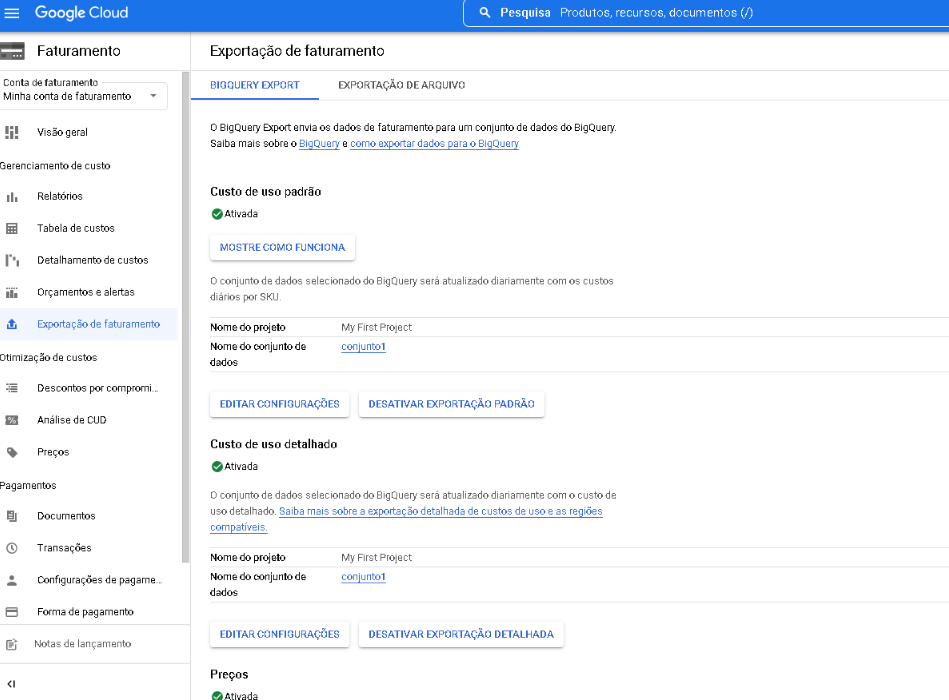 Google Cloud
Pesquisa Produtos, recursos, documentos (/)
Faturamento
Conta de faturamento
Minha conta de faturamento
Visão geral
Gerenciamento de custo
Relatórios
Tabela de custos
Detalhamento de custos
Orçamentos e alertas
Exportação de faturamento
Otimização de custos
Descontos por compromi...
Análise de CUD
Preços
Pagamentos
Documentos
Transações
Configurações de pagame...
Forma de pagamento
Notas de lançamento
Exportação de faturamento
BIGQUERY EXPORT EXPORTAÇÃO DE ARQUIVO
O BigQuery Export envia os dados de faturamento para um conjunto de dados do BigQuery.
Saiba mais sobre o BigQuery e como exportar dados para o BigQuery
Custo de uso padrão
Ativada
MOSTRE COMO FUNCIONA
O conjunto de dados selecionado do BigQuery será atualizado diariamente com os custos
diários por SKU.
Nome do projeto My First Project
Nome do conjunto de conjunto1
dados
EDITAR CONFIGURAÇÕES DESATIVAR EXPORTAÇÃO PADRÃO
Custo de uso detalhado
Ativada
O conjunto de dados selecionado do BigQuery será atualizado diariamente com o custo de
uso detalhado. Saiba mais sobre a exportação detalhada de custos de uso e as regiões
compatíveis.
Nome do projeto My First Project
Nome do conjunto de conjunto1
dados
EDITAR CONFIGURAÇÕES DESATIVAR EXPORTAÇÃO DETALHADA
Preços
Ativada